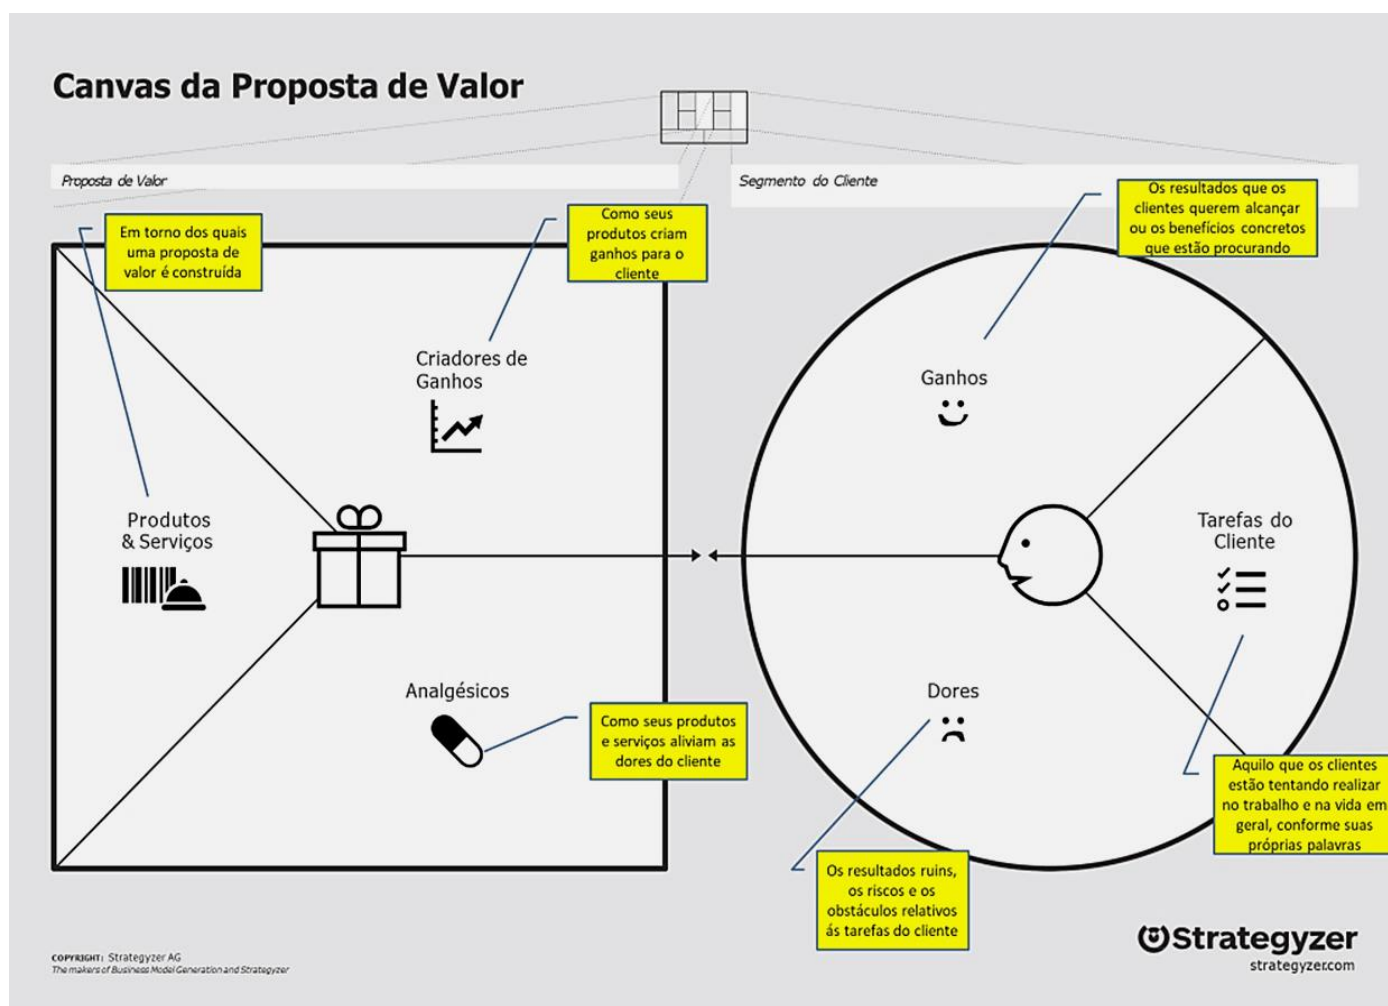 Canvas da Proposta de Valor
Proposta de Valor
Segmento do Cliente
Em torno dos quais
uma proposta de
valor é construída
Como seus
produtos criam
ganhos para o
cliente
Os resultados que os
clientes querem alcançar
ou os benefícios concretos
que estão procurando
Criadores de
Ganhos
Ganhos
Produtos
& Serviços
Tarefas do
Cliente
Analgésicos
Dores
Como seus produtos
e serviços aliviam as
dores do cliente
Aquilo que os clientes
estão tentando realizar
no trabalho e na vida em
geral, conforme suas
próprias palavras
Os resultados ruins,
os riscos e os
obstáculos relativos
ás tarefas do cliente
COPYRIGHT: Strategyzer AG
The makers of Business Model Generation and Strategyzer
Strategyzer
strategyzer.com